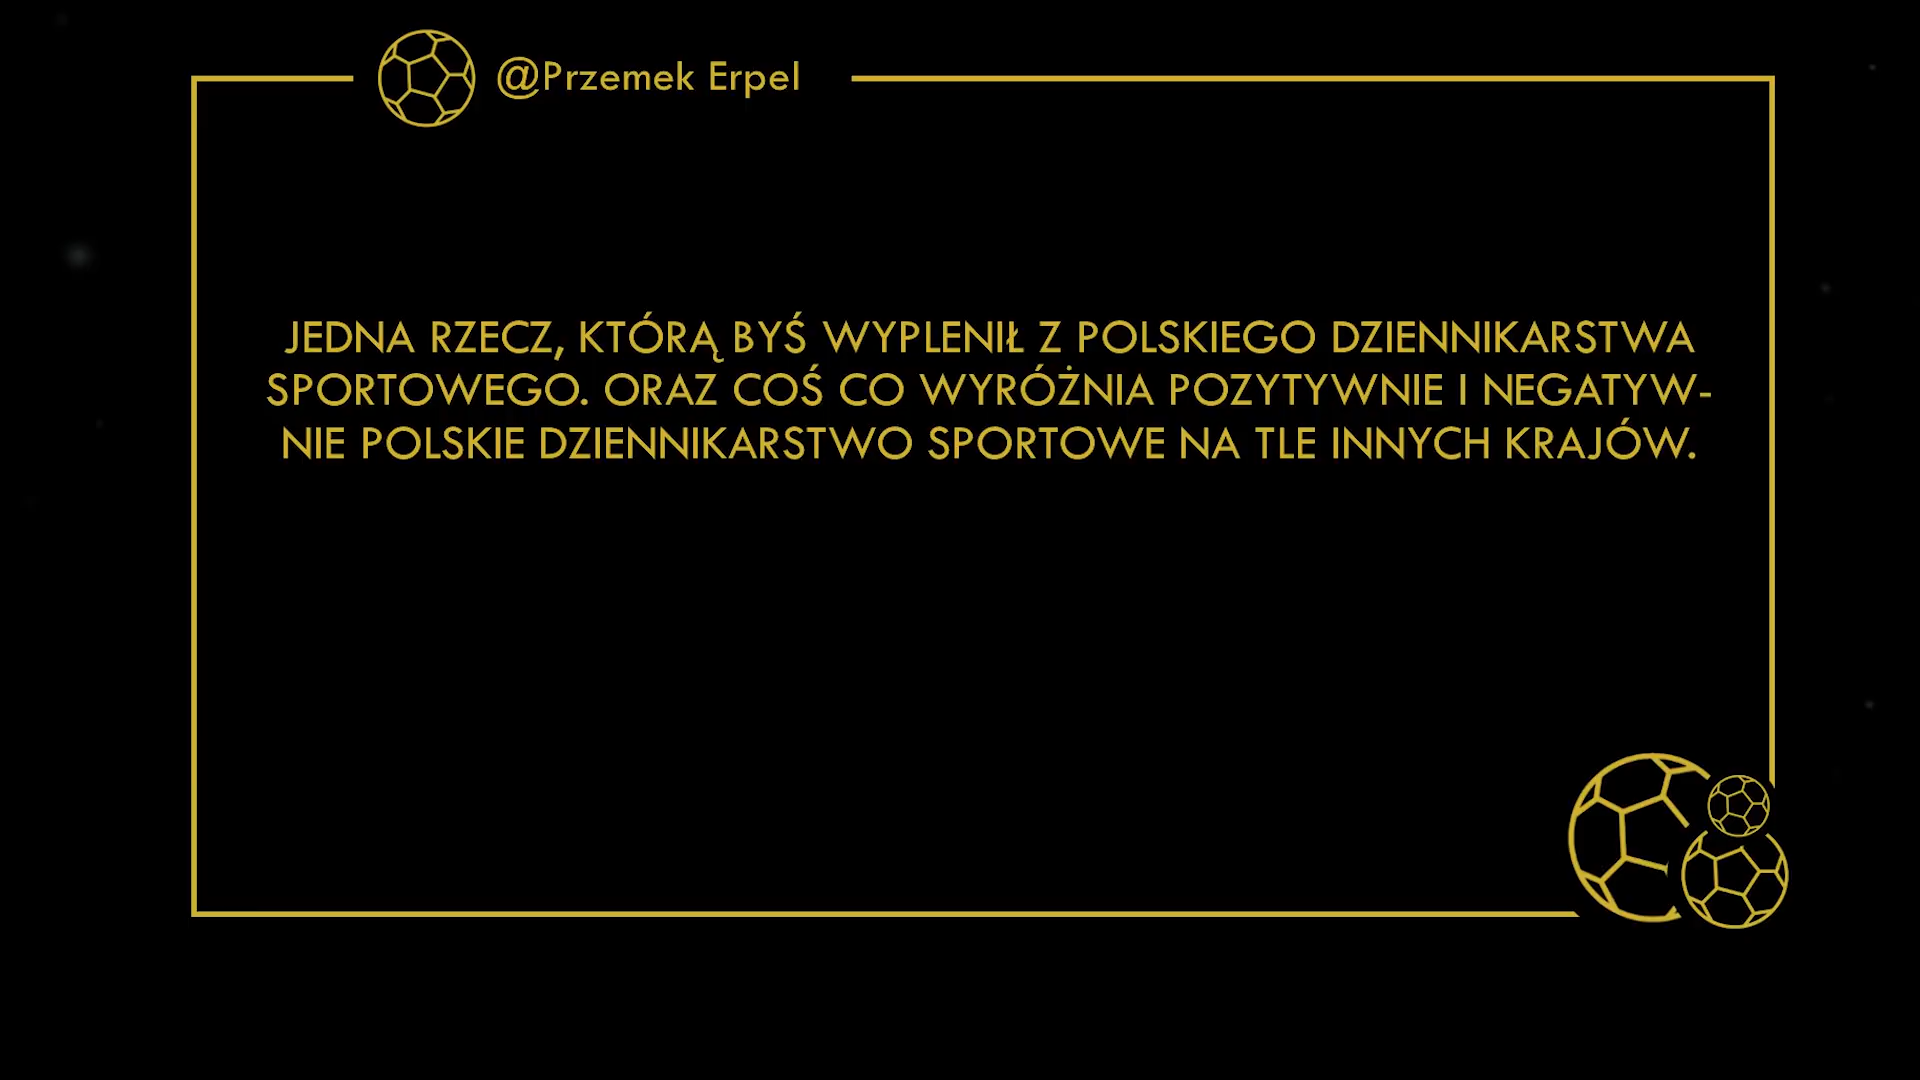 @Przemek Erpel
JEDNA RZECZ, KTÓRĄ BYŚ WYPLENIŁ Z POLSKIEGO DZIENNIKARSTWA
SPORTOWEGO. ORAZ COŚ CO WYRÓŻNIA POZYTYWNIE I NEGATYW-
NIE POLSKIE DZIENNIKARSTWO SPORTOWE NA TLE INNYCH KRAJÓW.